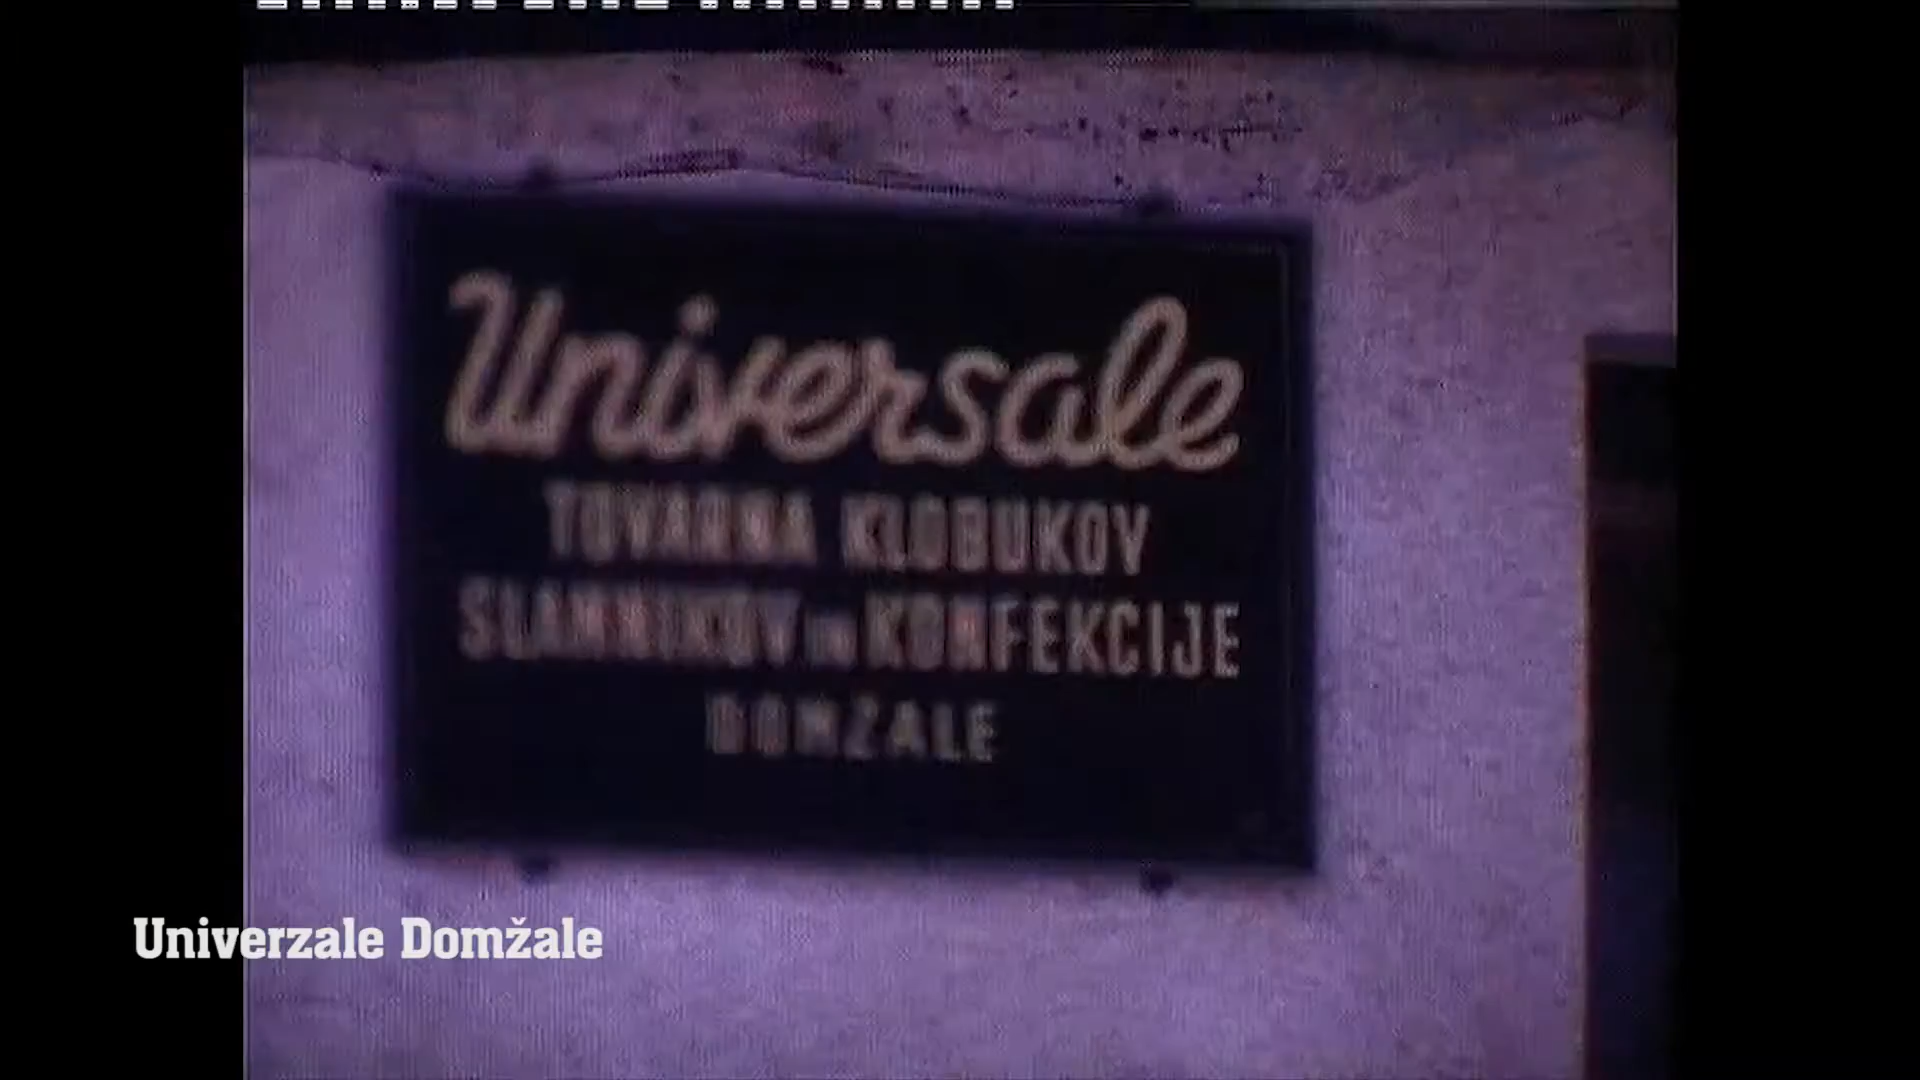 Universale
TOVARNA KLOBUKOV
SLAMNIKOV IN KONFEKCIJE
DOMŽALE
Univerzale Domžale